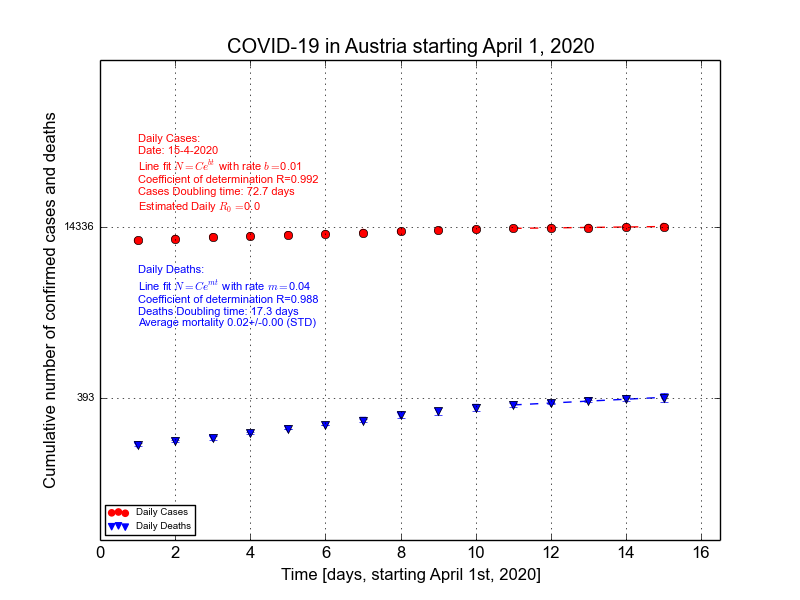 COVID-19 in Austria starting April 1, 2020
Cumulative number of confirmed cases and deaths
Daily Cases:
Date: 15-4-2020
Line fit N=Ce^{bt} with rate b=0.01
Coefficient of determination R=0.992
Cases Doubling time: 72.7 days
Estimated Daily R_0=0.0
14336
Daily Deaths:
Line fit N=Ce^{mt} with rate m=0.04
Coefficient of determination R=0.988
Deaths Doubling time: 17.3 days
Average mortality 0.02+/-0.00 (STD)
393
Daily Cases
Daily Deaths
0 2 4 6 8 10 12 14 16
Time [days, starting April 1st, 2020]